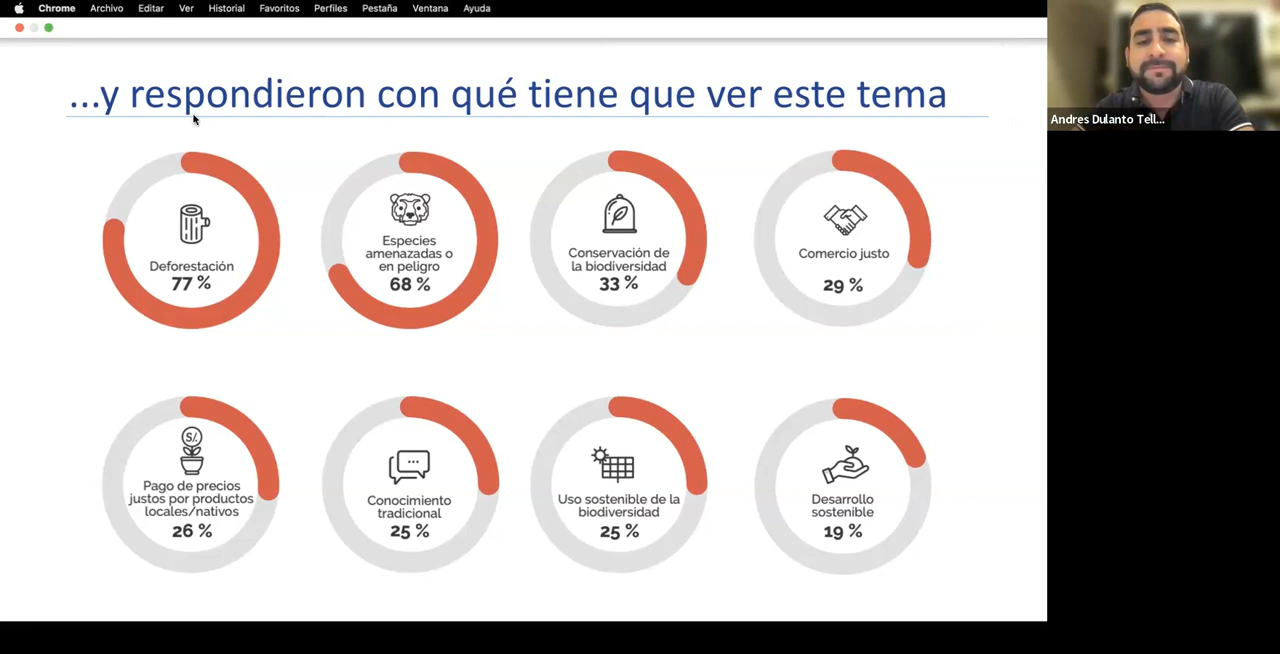 Chrome Archivo Editar Ver Historial Favoritos Perfiles Pestaña Ventana Ayuda
...y respondieron con qué tiene que ver este tema
Andres Dulanto Tell...
Deforestación
77 %
Especies
amenazadas o
en peligro
68 %
Conservación de
la biodiversidad
33 %
Comercio justo
29 %
S/.
Pago de precios
justos por productos
locales/nativos
26 %
Conocimiento
tradicional
25 %
Uso sostenible de la
biodiversidad
25 %
Desarrollo
sostenible
19 %